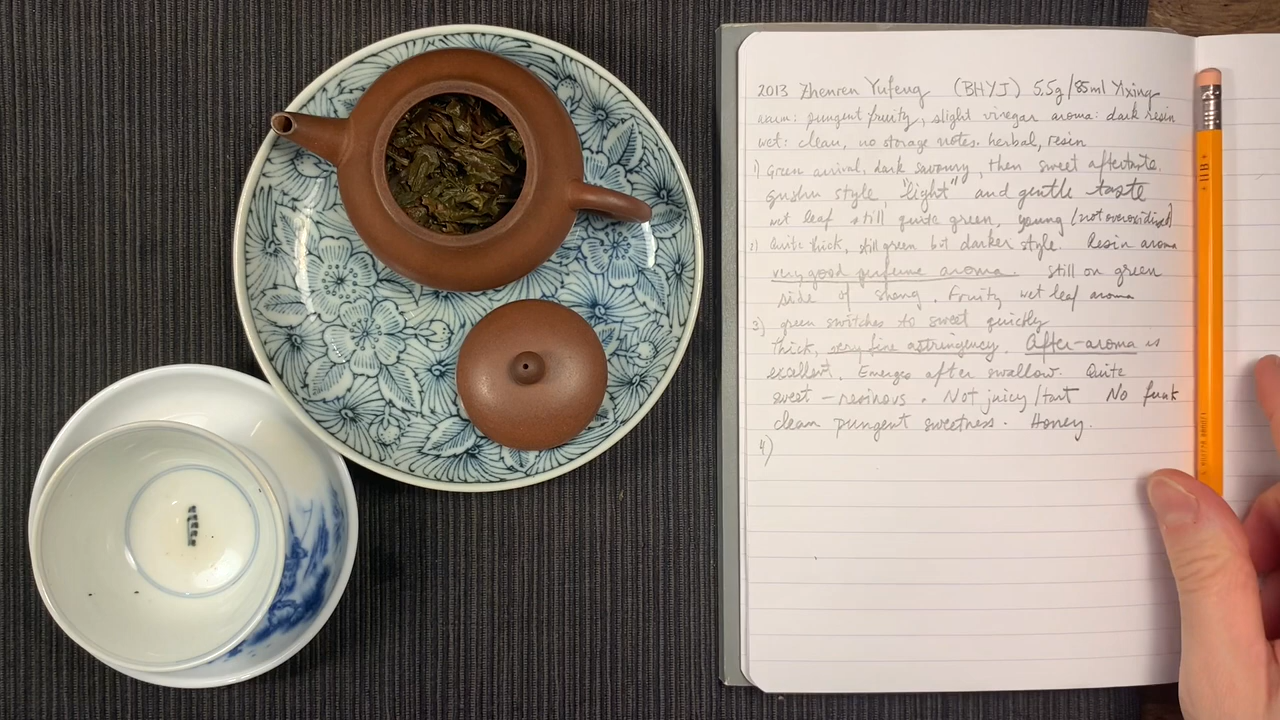 2013 Zhenren Yufeng (BHYJ) 5.5g/85ml Yixing
warm: pungent fruity, slight vinegar aroma: dark resin
wet: clean, no storage notes. herbal, resin
1) Green arrival, dark savoury, then sweet aftertaste.
gushu style, "light" and gentle taste
wet leaf still quite green, young (not overoxidised)
2) Quite thick, still green but darker style. Resin aroma
very good perfume aroma. still on green
side of sheng. Fruity wet leaf aroma
3) green switches to sweet quickly
Thick, very fine astringency. After-aroma is
excellent. Emerges after swallow. Quite
sweet - resinous. Not juicy/tart No funk
clean pungent sweetness. Honey.
4)
HB